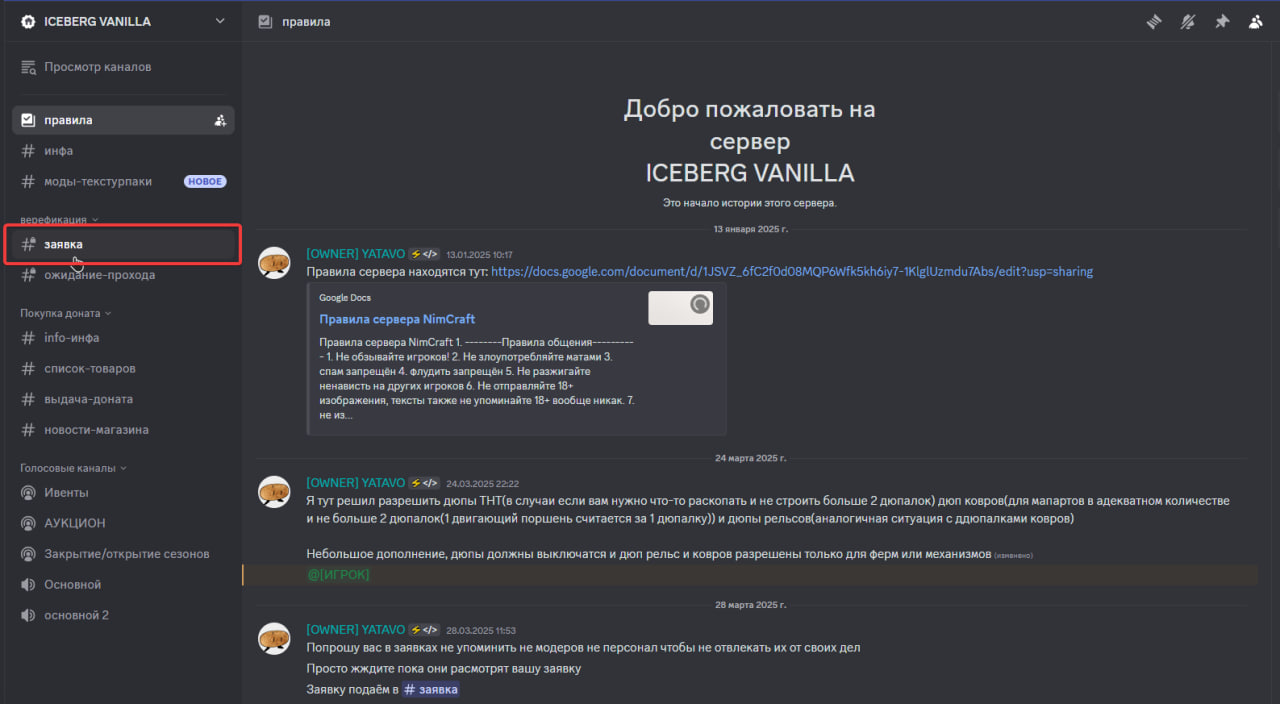 ICEBERG VANILLA
Просмотр каналов
правила
инфа
моды-текстурпаки
НОВОЕ
верефикация
заявка
ожидание-прохода
Покупка доната
info-инфа
список-товаров
выдача-доната
новости-магазина
Голосовые каналы
Ивенты
АУКЦИОН
Закрытие/открытие сезонов
Основной
основной 2
правила
Добро пожаловать на
сервер
ICEBERG VANILLA
Это начало истории этого сервера.
13 января 2025 г.
[OWNER] YATAVO ⚡</> 13.01.2025 10:17
Правила сервера находятся тут: https://docs.google.com/document/d/1JSVZ_6fC2f0d08MQP6Wfk5kh6iy7-1KlglUzmdu7Abs/edit?usp=sharing
Google Docs
Правила сервера NimCraft
Правила сервера NimCraft 1. --------Правила общения---------
- 1. Не обзывайте игроков! 2. Не злоупотребляйте матами 3.
спам запрещён 4. флудить запрещён 5. Не разжигайте
ненависть на других игроков 6. Не отправляйте 18+
изображения, тексты также не упоминайте 18+ вообще никак. 7.
не из...
24 марта 2025 г.
[OWNER] YATAVO ⚡</> 24.03.2025 22:22
Я тут решил разрешить дюпы ТНТ(в случаи если вам нужно что-то раскопать и не строить больше 2 дюпалок) дюп ковров(для мапартов в адекватном количестве
и не больше 2 дюпалок(1 двигающий поршень считается за 1 дюпалку)) и дюпы рельсов(аналогичная ситуация с ддюпалками ковров)
Небольшое дополнение, дюпы должны выключатся и дюп рельс и ковров разрешены только для ферм или механизмов (изменено)
@[ИГРОК]
28 марта 2025 г.
[OWNER] YATAVO ⚡</> 28.03.2025 11:53
Попрошу вас в заявках не упоминить не модеров не персонал чтобы не отвлекать их от своих дел
Просто жждите пока они расмотрят вашу заявку
Заявку подаём в # заявка